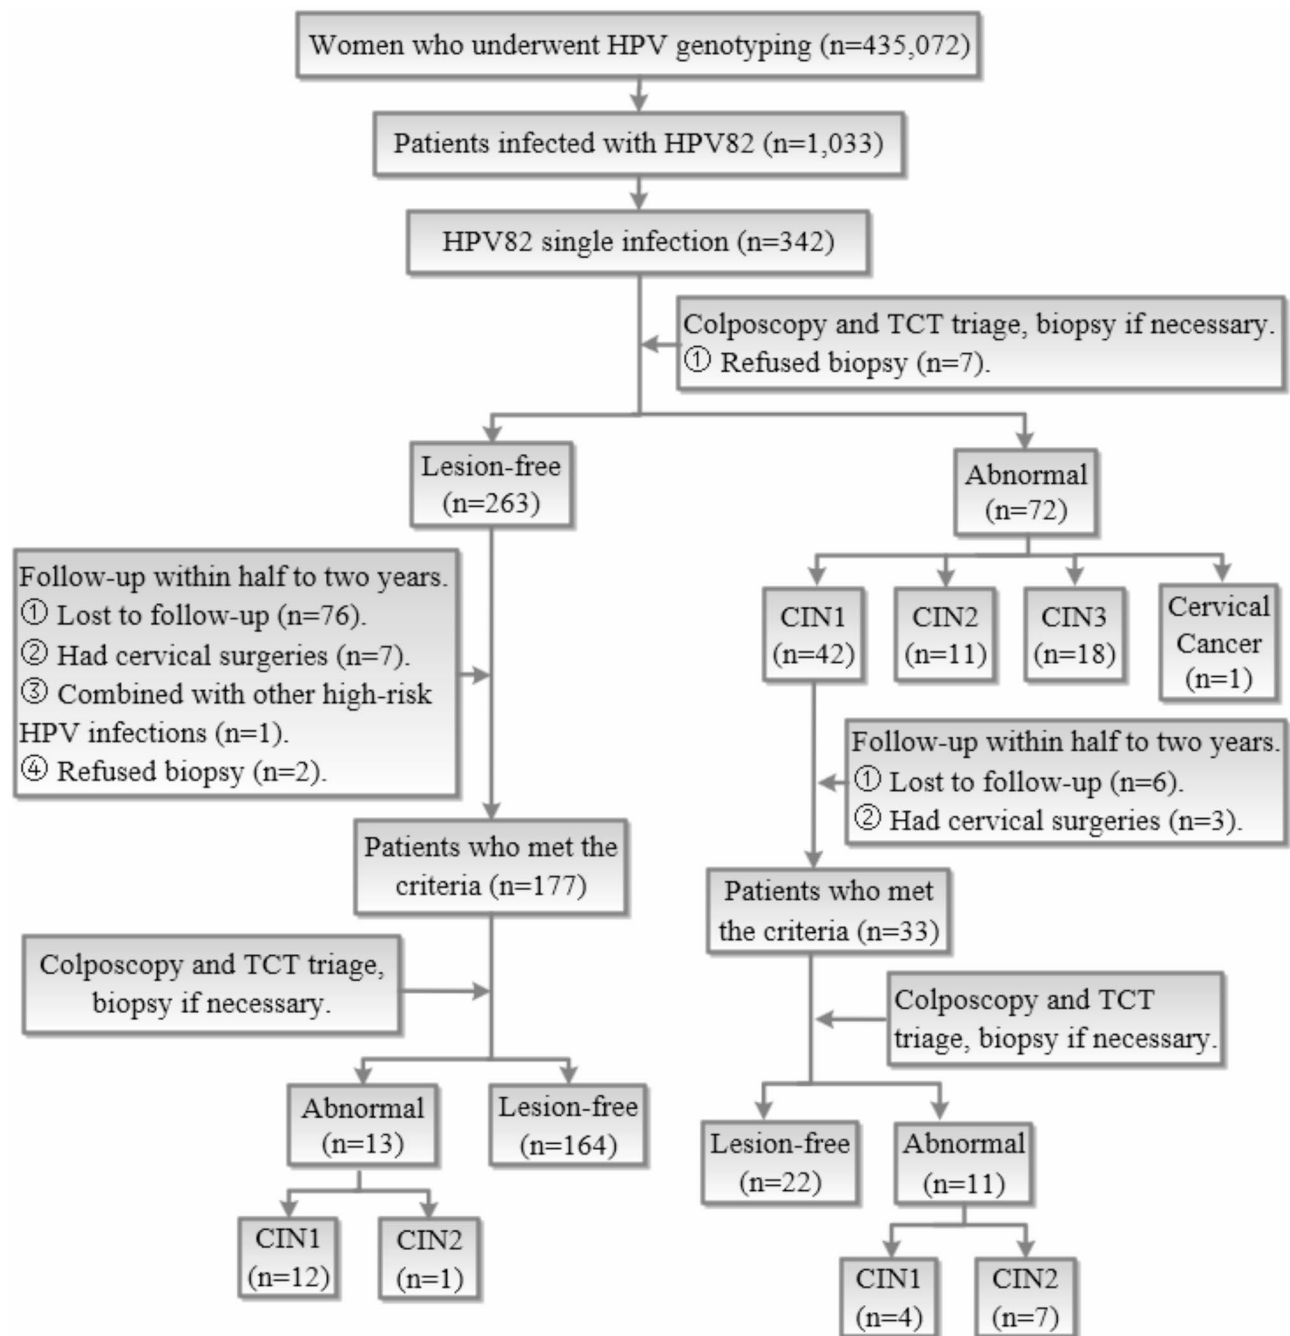 Women who underwent HPV genotyping (n=435,072)
Patients infected with HPV82 (n=1,033)
HPV82 single infection (n=342)
Colposcopy and TCT triage, biopsy if necessary.
① Refused biopsy (n=7).
Lesion-free
(n=263)
Abnormal
(n=72)
Follow-up within half to two years.
① Lost to follow-up (n=76).
② Had cervical surgeries (n=7).
③ Combined with other high-risk
HPV infections (n=1).
④ Refused biopsy (n=2).
CIN1
(n=42)
CIN2
(n=11)
CIN3
(n=18)
Cervical
Cancer
(n=1)
Follow-up within half to two years.
① Lost to follow-up (n=6).
② Had cervical surgeries (n=3).
Patients who met the
criteria (n=177)
Patients who met
the criteria (n=33)
Colposcopy and TCT triage,
biopsy if necessary.
Colposcopy and TCT
triage, biopsy if necessary.
Abnormal
(n=13)
Lesion-free
(n=164)
Lesion-free
(n=22)
Abnormal
(n=11)
CIN1
(n=12)
CIN2
(n=1)
CIN1
(n=4)
CIN2
(n=7)